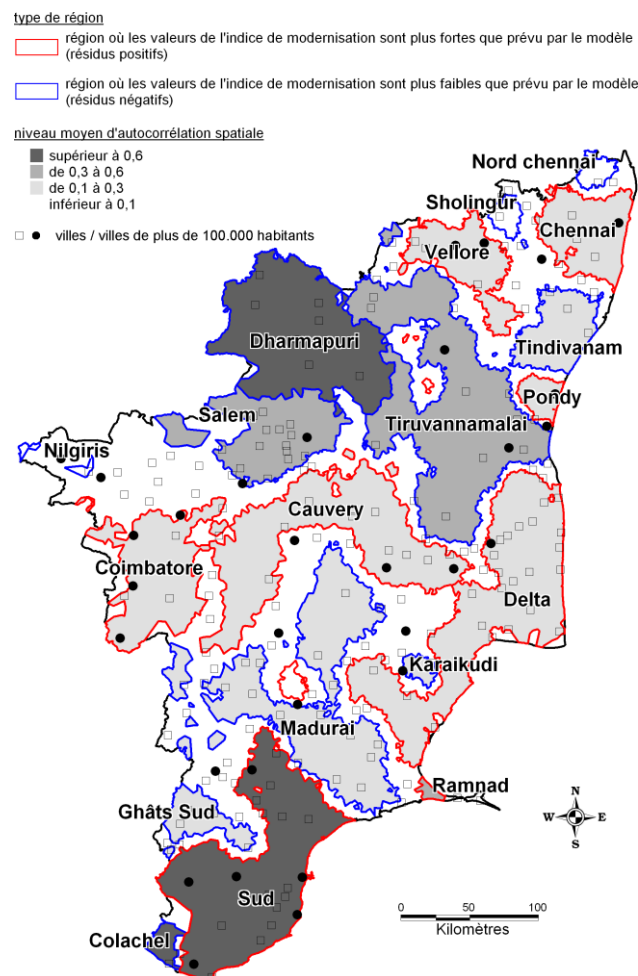 type de région
région où les valeurs de l'indice de modernisation sont plus fortes que prévu par le modèle
(résidus positifs)
région où les valeurs de l'indice de modernisation sont plus faibles que prévu par le modèle
(résidus négatifs)
niveau moyen d'autocorrélation spatiale
supérieur à 0,6
de 0,3 à 0,6
de 0,1 à 0,3
inférieur à 0,1
villes / villes de plus de 100.000 habitants
Nord chennai
Sholingur
Chennai
Vellore
Dharmapuri
Tindivanam
Pondy
Salem
Tiruvannamalai
Nilgiris
Cauvery
Coimbatore
Delta
Karaikudi
Madurai
Ramnad
Ghâts Sud
N
W E
S
Sud
0 50 100
Kilomètres
Colachel